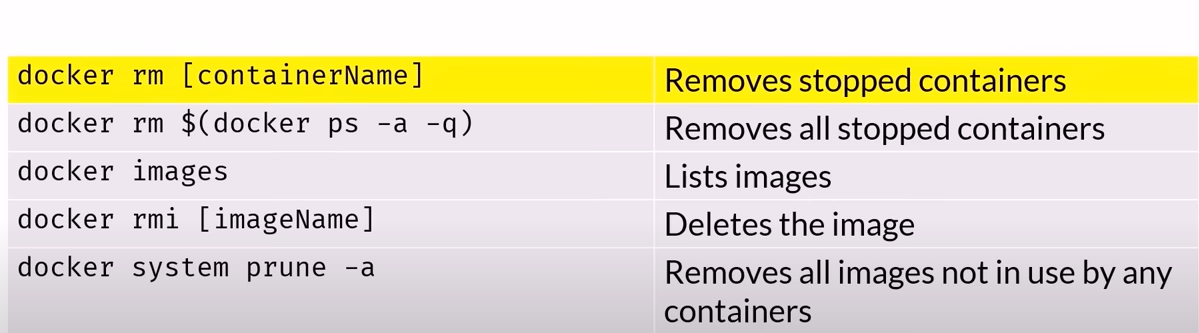 docker rm [containerName]
Removes stopped containers
docker rm $(docker ps -a -q)
Removes all stopped containers
docker images
Lists images
docker rmi [imageName]
Deletes the image
docker system prune -a
Removes all images not in use by any
containers